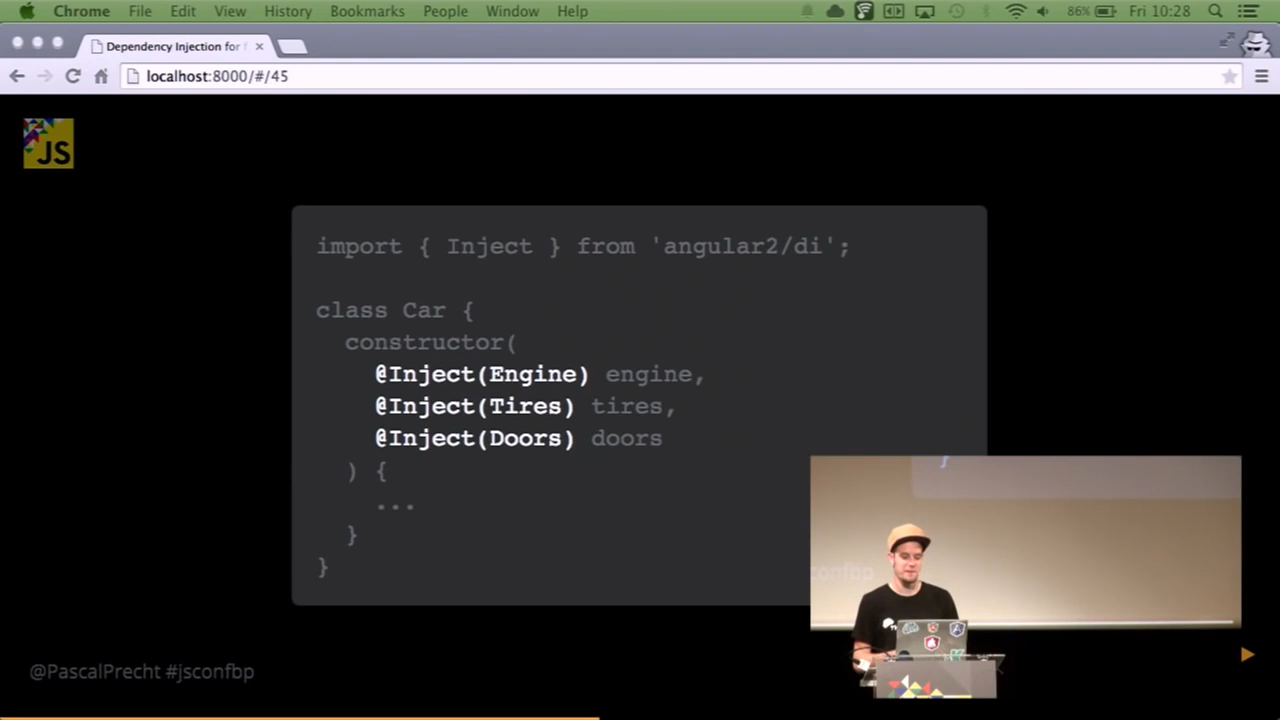 Chrome File Edit View History Bookmarks People Window Help 86% Fri 10:28
Dependency Injection for f
localhost:8000/#/45
JS
import { Inject } from 'angular2/di';
class Car {
constructor(
@Inject(Engine) engine,
@Inject(Tires) tires,
@Inject(Doors) doors
) {
...
}
}
}
confbp
@PascalPrecht #jsconfbp